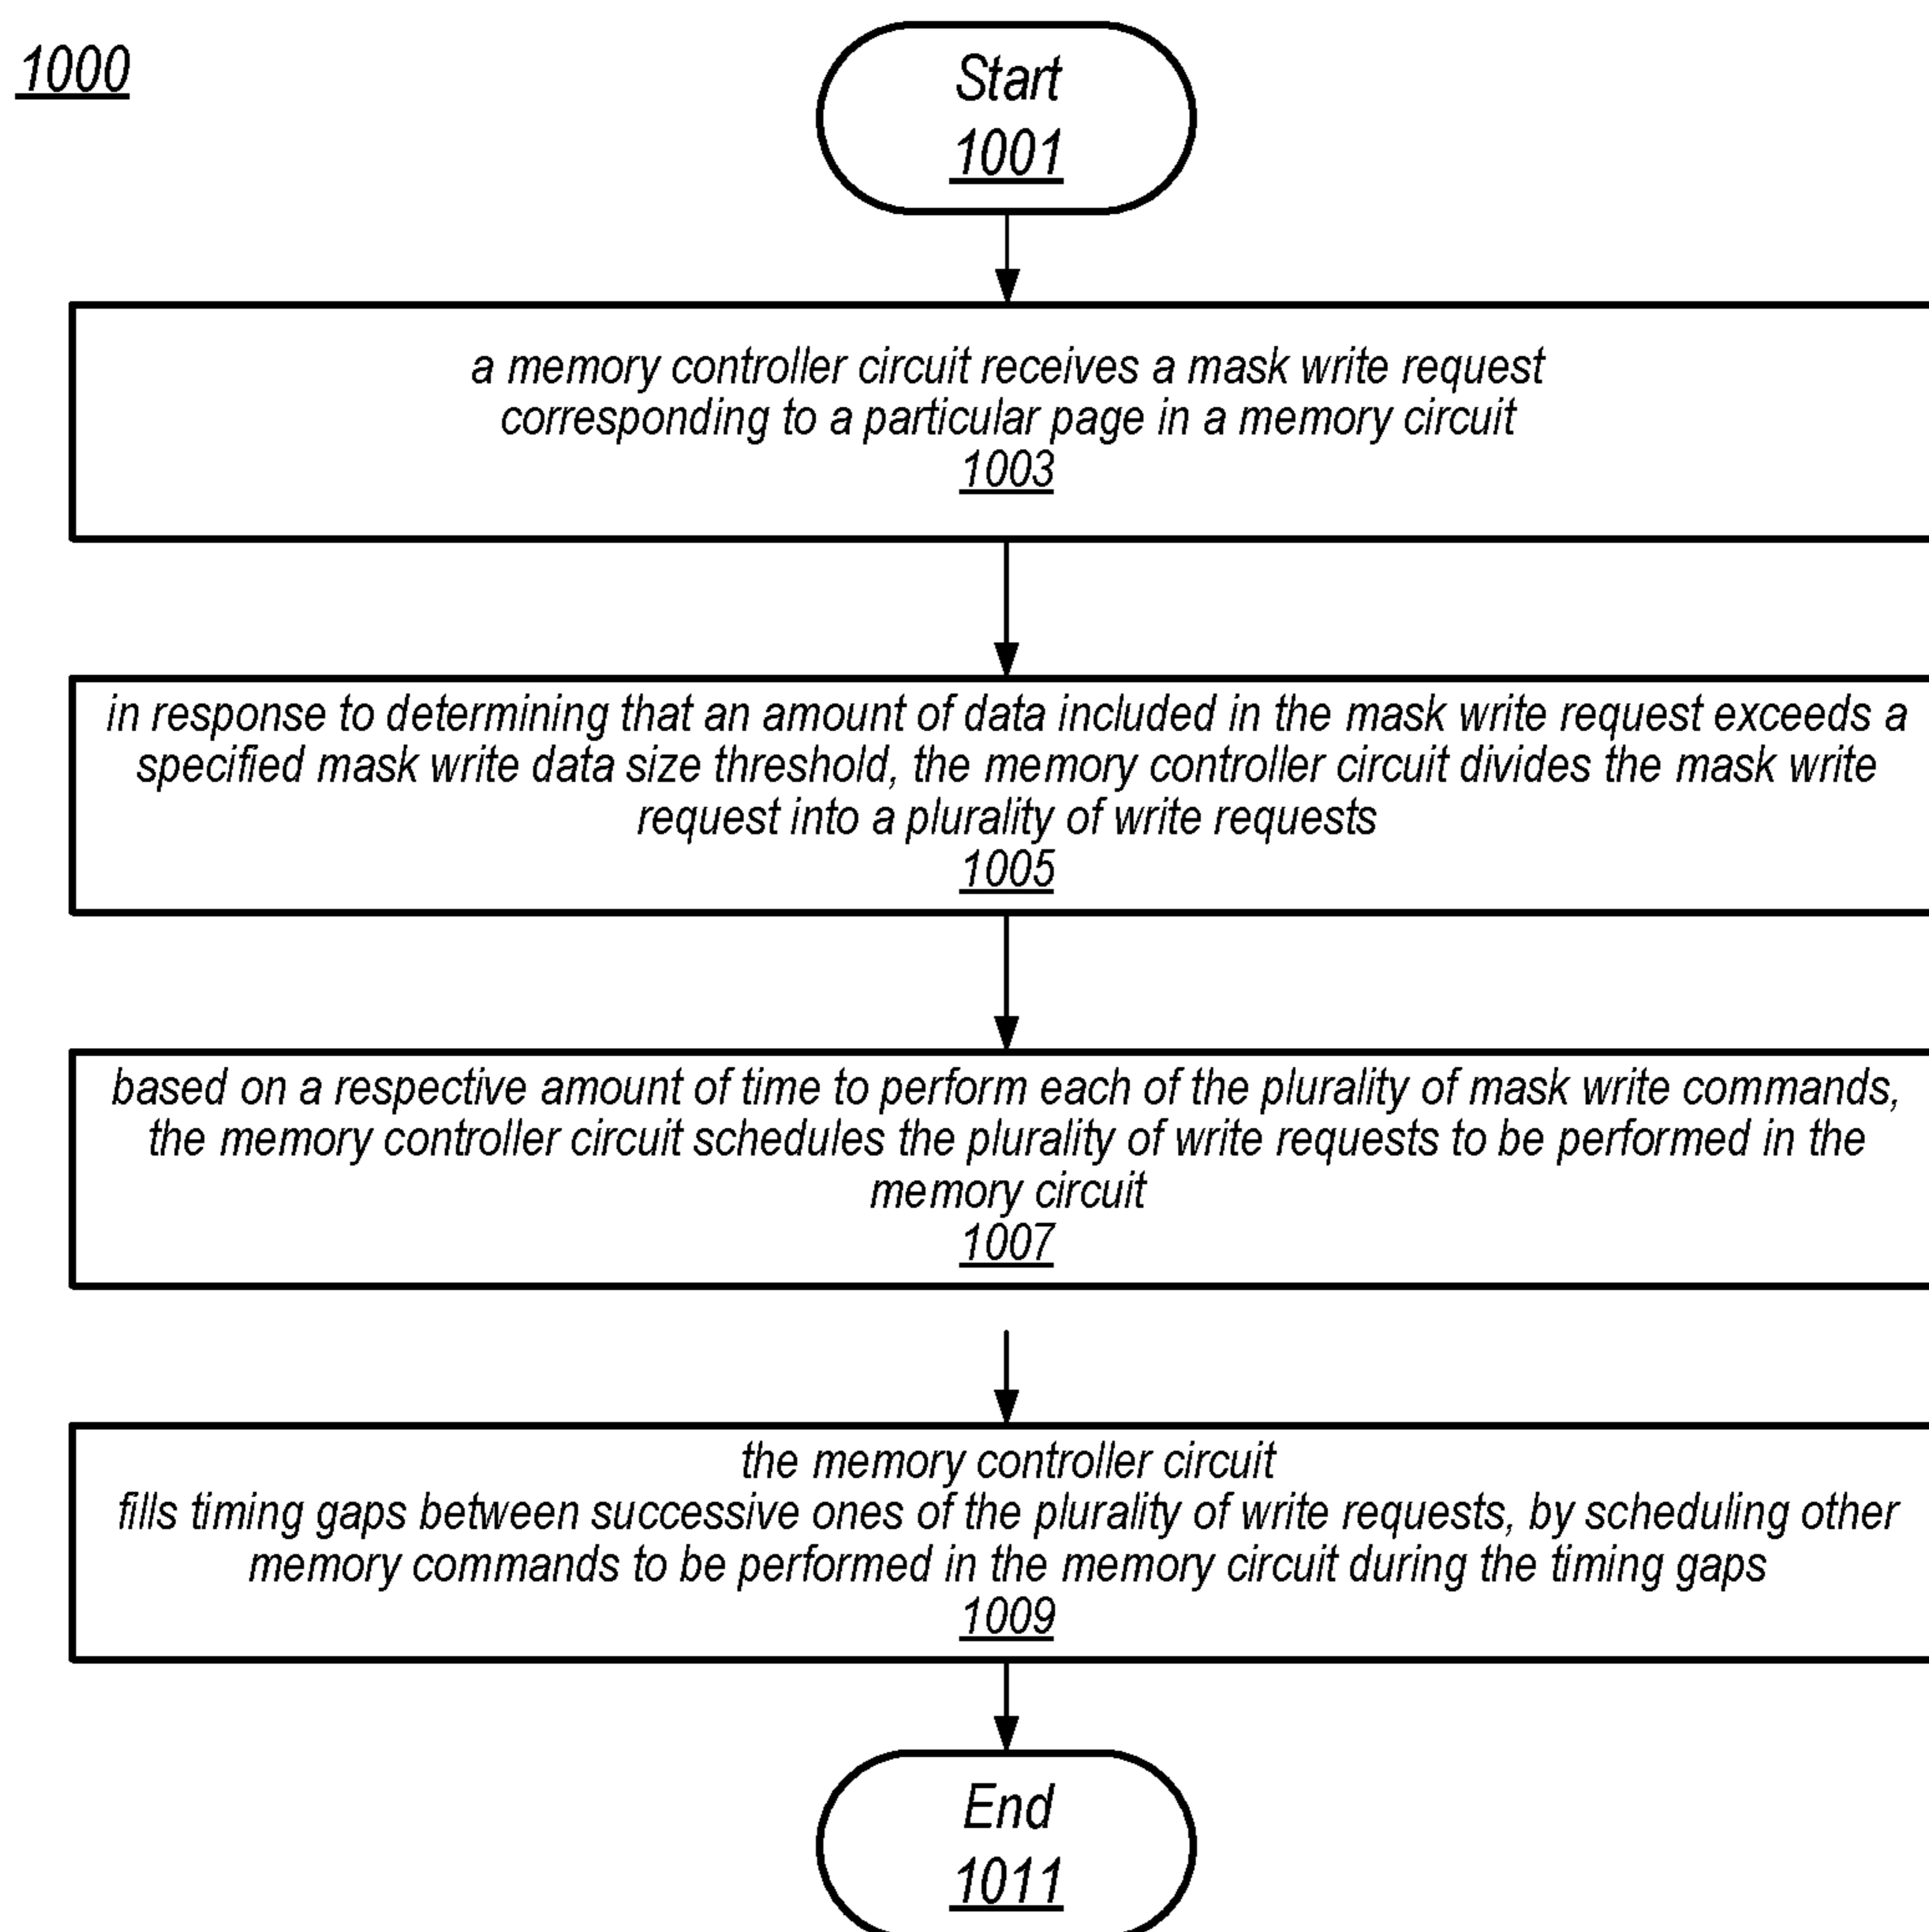 1000
Start
1001
a memory controller circuit receives a mask write request
corresponding to a particular page in a memory circuit
1003
in response to determining that an amount of data included in the mask write request exceeds a
specified mask write data size threshold, the memory controller circuit divides the mask write
request into a plurality of write requests
1005
based on a respective amount of time to perform each of the plurality of mask write commands,
the memory controller circuit schedules the plurality of write requests to be performed in the
memory circuit
1007
the memory controller circuit
fills timing gaps between successive ones of the plurality of write requests, by scheduling other
memory commands to be performed in the memory circuit during the timing gaps
1009
End
1011